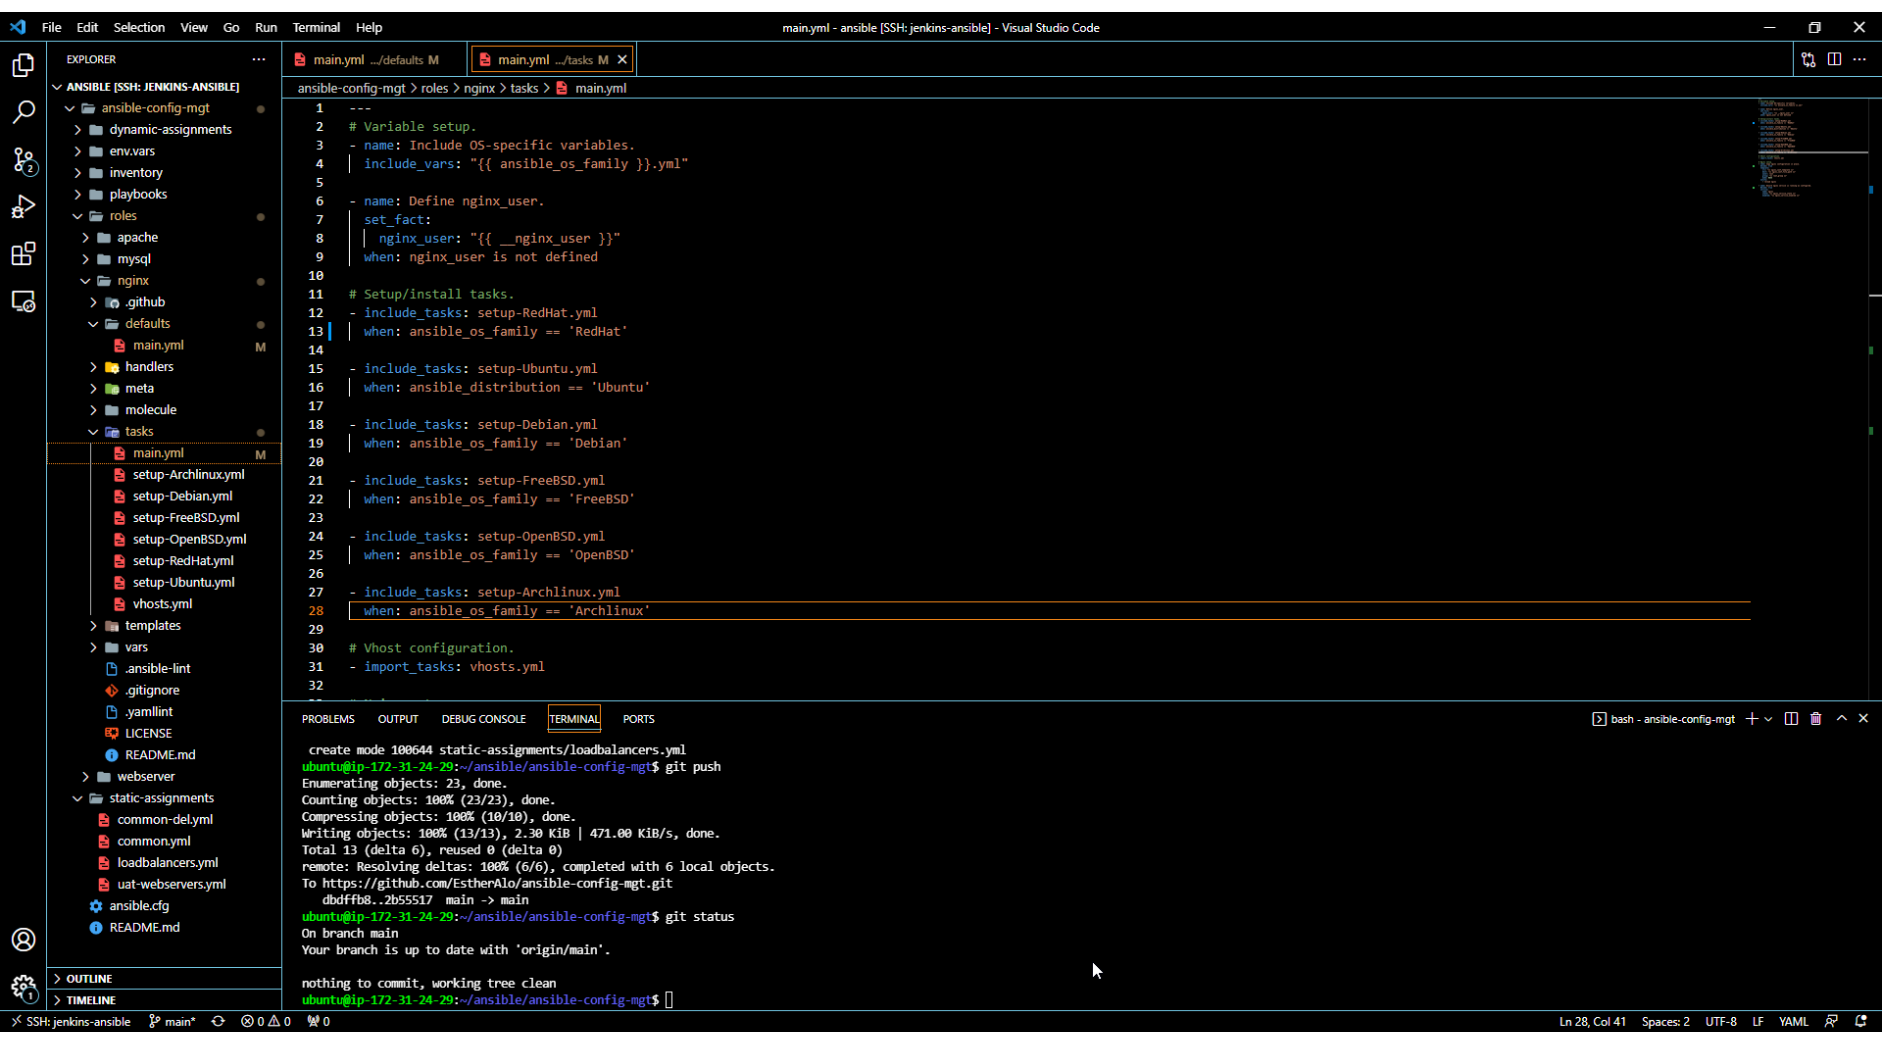 File Edit Selection View Go Run Terminal Help
main.yml - ansible [SSH: jenkins-ansible] - Visual Studio Code
EXPLORER
ANSIBLE [SSH: JENKINS-ANSIBLE]
ansible-config-mgt
dynamic-assignments
env.vars
inventory
playbooks
roles
apache
mysql
nginx
.github
defaults
main.yml M
handlers
meta
molecule
tasks
main.yml M
setup-Archlinux.yml
setup-Debian.yml
setup-FreeBSD.yml
setup-OpenBSD.yml
setup-RedHat.yml
setup-Ubuntu.yml
vhosts.yml
templates
vars
.ansible-lint
.gitignore
.yamllint
LICENSE
README.md
webserver
static-assignments
common-del.yml
common.yml
loadbalancers.yml
uat-webservers.yml
ansible.cfg
README.md
OUTLINE
TIMELINE
2
1
main.yml .../defaults M
main.yml .../tasks M
ansible-config-mgt > roles > nginx > tasks > main.yml
1 ---
2 # Variable setup.
3 - name: Include OS-specific variables.
4 include_vars: "{{ ansible_os_family }}.yml"
5
6 - name: Define nginx_user.
7 set_fact:
8 nginx_user: "{{ __nginx_user }}"
9 when: nginx_user is not defined
10
11 # Setup/install tasks.
12 - include_tasks: setup-RedHat.yml
13 when: ansible_os_family == 'RedHat'
14
15 - include_tasks: setup-Ubuntu.yml
16 when: ansible_distribution == 'Ubuntu'
17
18 - include_tasks: setup-Debian.yml
19 when: ansible_os_family == 'Debian'
20
21 - include_tasks: setup-FreeBSD.yml
22 when: ansible_os_family == 'FreeBSD'
23
24 - include_tasks: setup-OpenBSD.yml
25 when: ansible_os_family == 'OpenBSD'
26
27 - include_tasks: setup-Archlinux.yml
28 when: ansible_os_family == 'Archlinux'
29
30 # Vhost configuration.
31 - import_tasks: vhosts.yml
32
PROBLEMS OUTPUT DEBUG CONSOLE TERMINAL PORTS
bash - ansible-config-mgt
create mode 100644 static-assignments/loadbalancers.yml
ubuntu@ip-172-31-24-29:~/ansible/ansible-config-mgt$ git push
Enumerating objects: 23, done.
Counting objects: 100% (23/23), done.
Compressing objects: 100% (10/10), done.
Writing objects: 100% (13/13), 2.30 KiB | 471.00 KiB/s, done.
Total 13 (delta 6), reused 0 (delta 0)
remote: Resolving deltas: 100% (6/6), completed with 6 local objects.
To https://github.com/EstherAlo/ansible-config-mgt.git
dbdffb8..2b55517 main -> main
ubuntu@ip-172-31-24-29:~/ansible/ansible-config-mgt$ git status
On branch main
Your branch is up to date with 'origin/main'.
nothing to commit, working tree clean
ubuntu@ip-172-31-24-29:~/ansible/ansible-config-mgt$
SSH: jenkins-ansible main* 0 0 0
Ln 28, Col 41 Spaces: 2 UTF-8 LF YAML